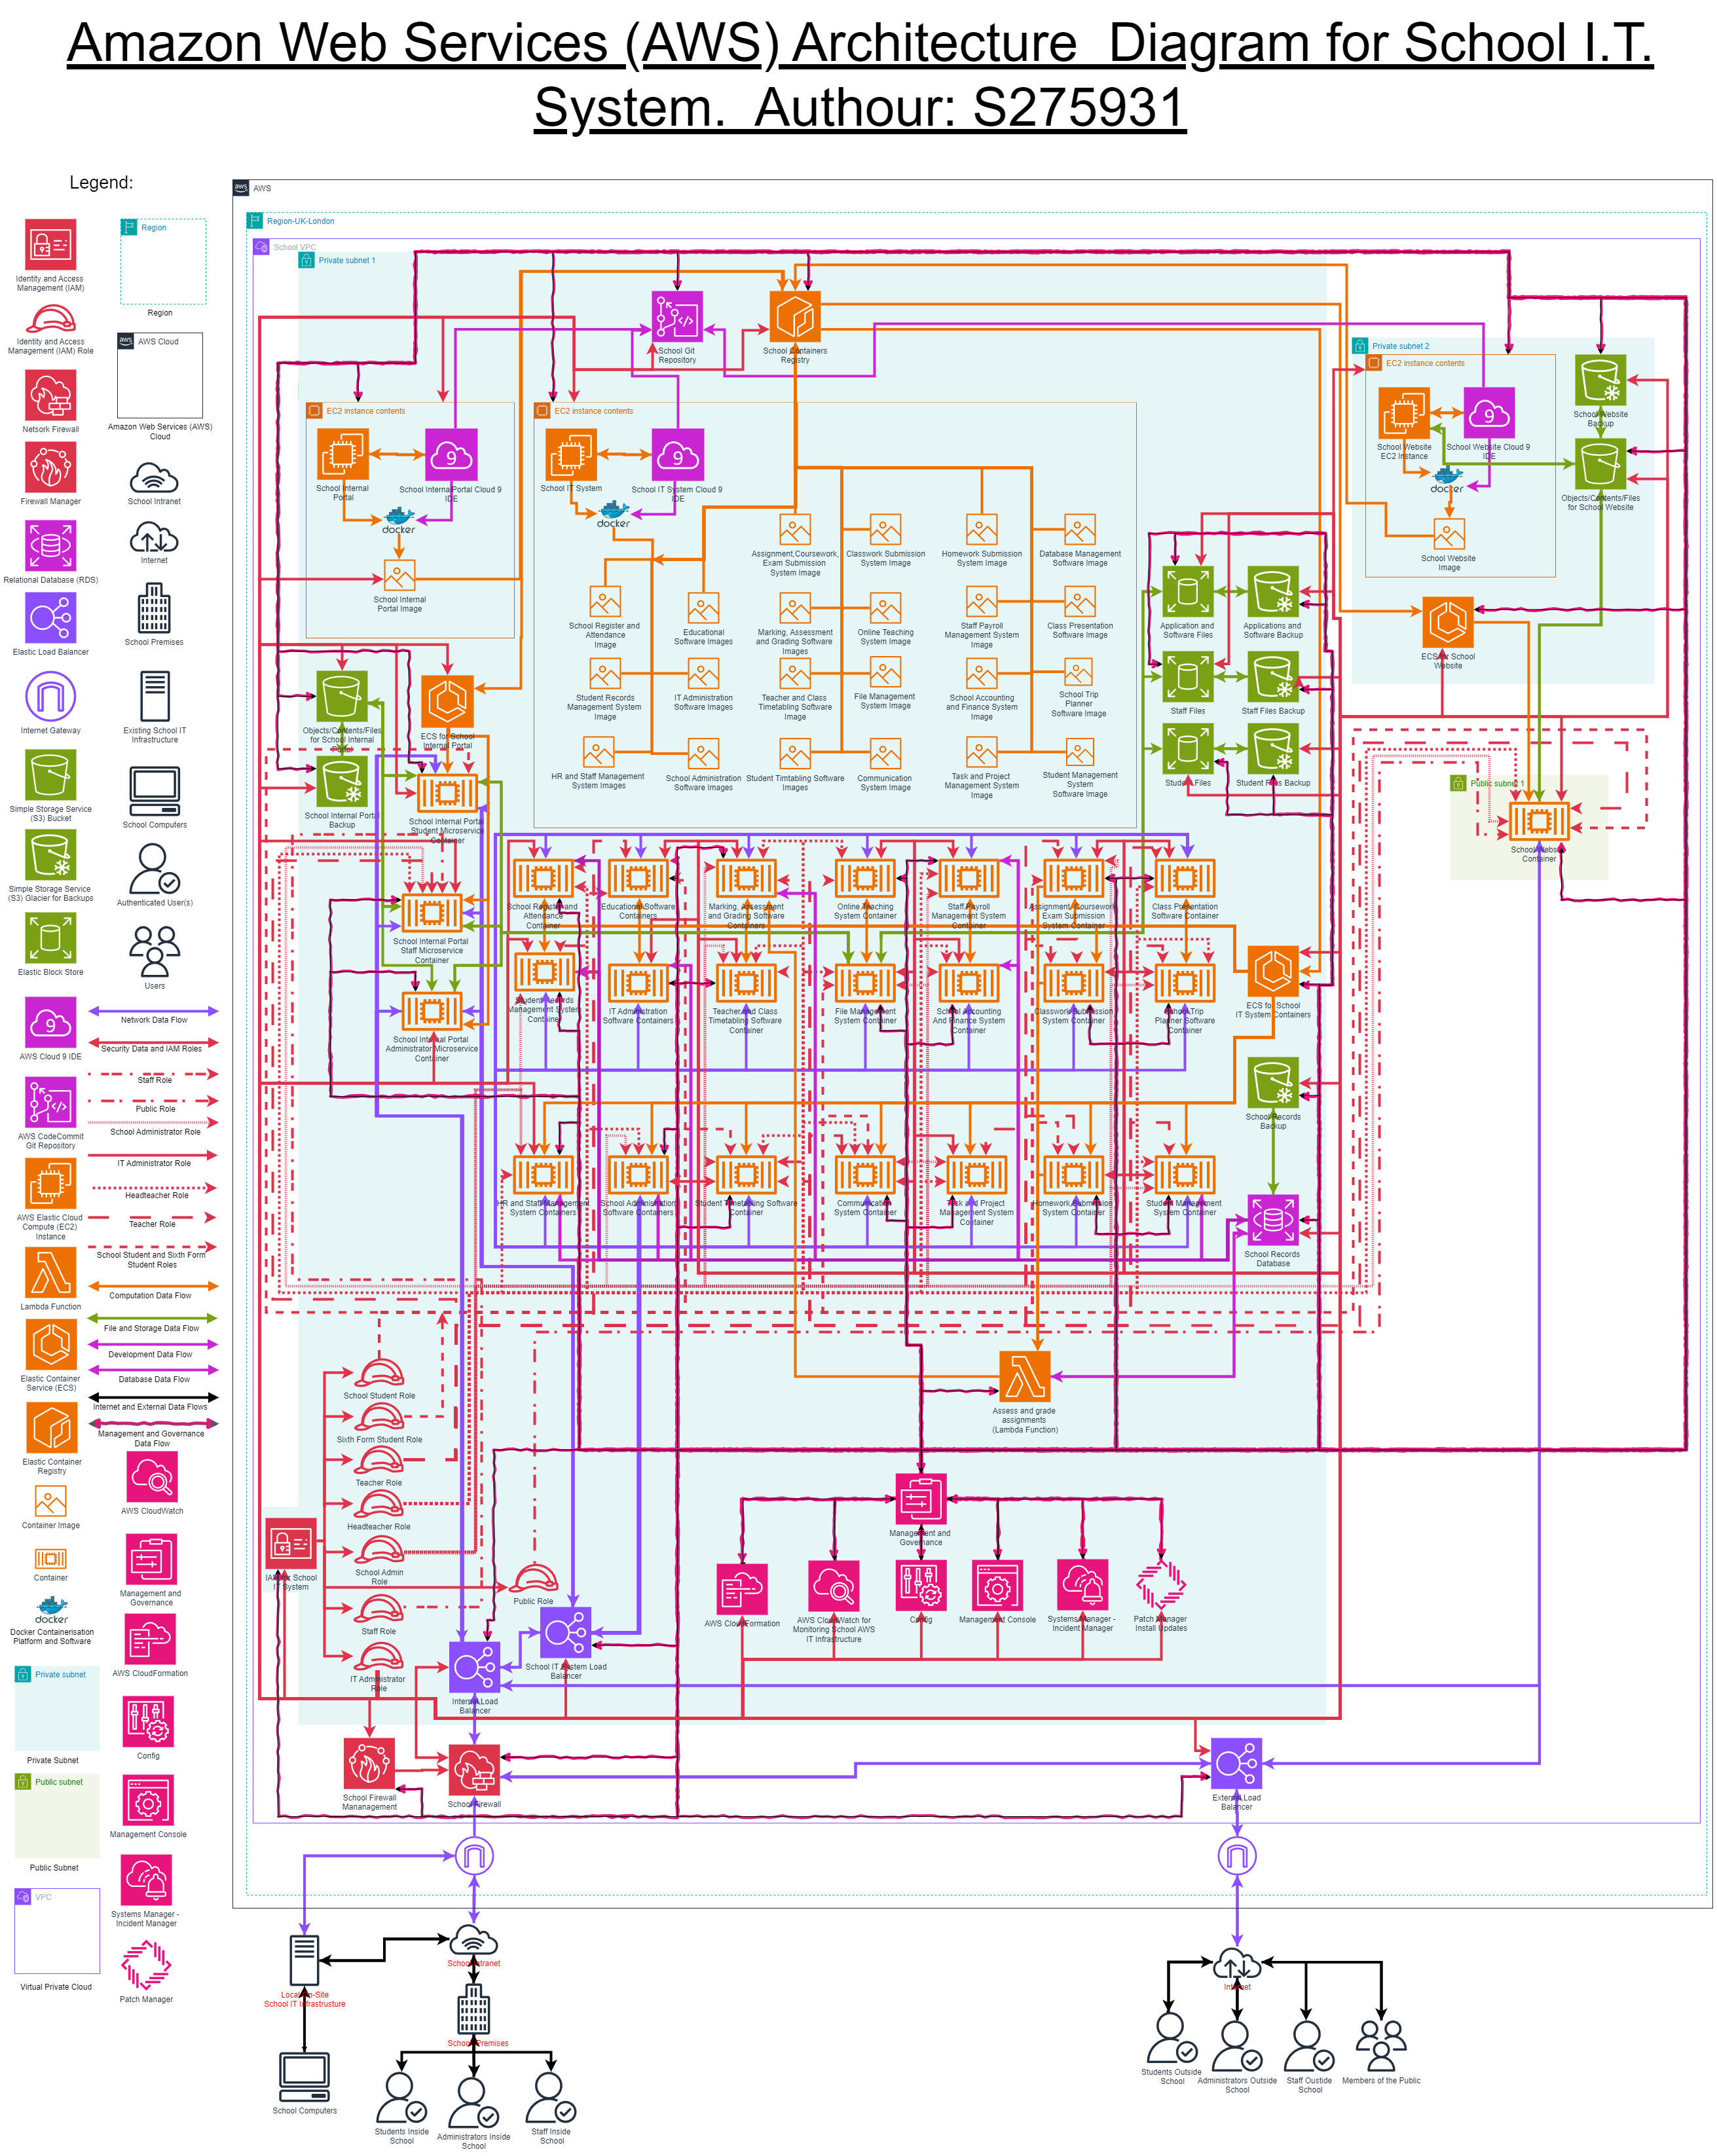 Amazon Web Services (AWS) Architecture  Diagram for School I.T.
System.  Authour: S275931
Legend:
Identity and Access
Management (IAM)
Region
Region
Identity and Access
Management (IAM) Role
aws
AWS Cloud
Amazon Web Services (AWS)
Cloud
Netsork Firewall
Firewall Manager
School Intranet
Relational Database (RDS)
Internet
Elastic Load Balancer
School Premises
Internet Gateway
Existing School IT
Infrastructure
Simple Storage Service
(S3) Bucket
School Computers
Simple Storage Service
(S3) Glacier for Backups
Authenticated User(s)
Elastic Block Store
Users
9
AWS Cloud 9 IDE
Network Data Flow
Security Data and IAM Roles
Staff Role
AWS CodeCommit
Git Repository
Public Role
School Administrator Role
IT Administrator Role
Headteacher Role
AWS Elastic Cloud
Compute (EC2)
Instance
Teacher Role
School Student and Sixth Form
Student Roles
Lambda Function
Computation Data Flow
File and Storage Data Flow
Development Data Flow
Elastic Container
Service (ECS)
Database Data Flow
Internet and External Data Flows
Management and Governance
Data Flow
Elastic Container
Registry
AWS CloudWatch
Container Image
Container
Management and
Governance
docker
Docker Containerisation
Platform and Software
AWS CloudFormation
Private subnet
Private Subnet
Config
Public subnet
Public Subnet
Management Console
VPC
Virtual Private Cloud
Systems Manager -
Incident Manager
Patch Manager
aws
AWS
Region-UK-London
School VPC
Private subnet 1
School Git
Repository
School Containers
Registry
EC2 instance contents
School Internal
Portal
9
School Internal Portal Cloud 9
IDE
docker
School Internal
Portal Image
EC2 instance contents
School IT System
9
School IT System Cloud 9
IDE
docker
Assignment,Coursework,
Exam Submission
System Image
Classwork Submission
System Image
Homework Submission
System Image
Database Management
Software Image
School Register and
Attendance
Image
Educational
Software Images
Marking, Assessment
and Grading Software
Images
Online Teaching
System Image
Staff Payroll
Management System
Image
Class Presentation
Software Image
Student Records
Management System
Image
IT Administration
Software Images
Teacher and Class
Timetabling Software
Image
File Management
System Image
School Accounting
and Finance System
Image
School Trip
Planner
Software Image
HR and Staff Management
System Images
School Administration
Software Images
Student Timtabling Software
Images
Communication
System Image
Task and Project
Management System
Image
Student Management
System
Software Image
Private subnet 2
EC2 instance contents
School Website
EC2 Instance
9
School Website Cloud 9
IDE
docker
School Website
Image
School Website
Backup
Objects/Contents/Files
for School Website
ECS for School
Website
Application and
Software Files
Applications and
Software Backup
Staff Files
Staff Files Backup
Student Files
Student Files Backup
Public subnet 1
School Website
Container
Objects/Contents/Files
for School Internal
Portal
ECS for School
Internal Portal
School Internal Portal
Backup
School Internal Portal
Student Microservice
Container
School Internal Portal
Staff Microservice
Container
School Internal Portal
Administrator Microservice
Container
School Register and
Attendance
Container
Educational Software
Containers
Marking, Assessment
and Grading Software
Containers
Online Teaching
System Container
Staff Payroll
Management System
Container
Assignment, Coursework,
Exam Submission
System Container
Class Presentation
Software Container
Student Records
Management System
Container
IT Administration
Software Containers
Teacher and Class
Timetabling Software
Container
File Management
System Container
School Accounting
And Finance System
Container
Classwork Submission
System Container
School Trip
Planner Software
Container
ECS for School
IT System Containers
School Records
Backup
HR and Staff Management
System Containers
School Administration
Software Containers
Student Timetabling Software
Container
Communication
System Container
Task and Project
Management System
Container
Homework Submission
System Container
Student Management
System Container
School Records
Database
Assess and grade
assignments
(Lambda Function)
School Student Role
Sixth Form Student Role
Teacher Role
Headteacher Role
School Admin
Role
Staff Role
IT Administrator
Role
Public Role
IAM for School
IT System
Management and
Governance
AWS CloudFormation
AWS CloudWatch for
Monitoring School AWS
IT Infrastructure
Config
Management Console
Systems Manager -
Incident Manager
Patch Manager
Install Updates
School IT System Load
Balancer
Internal Load
Balancer
School Firewall
Mananagement
School Firewall
External Load
Balancer
School Intranet
Local On-Site
School IT Infrastrusture
School Premises
School Computers
Students Inside
School
Administrators Inside
School
Staff Inside
School
Internet
Students Outside
School
Administrators Outside
School
Staff Oustide
School
Members of the Public